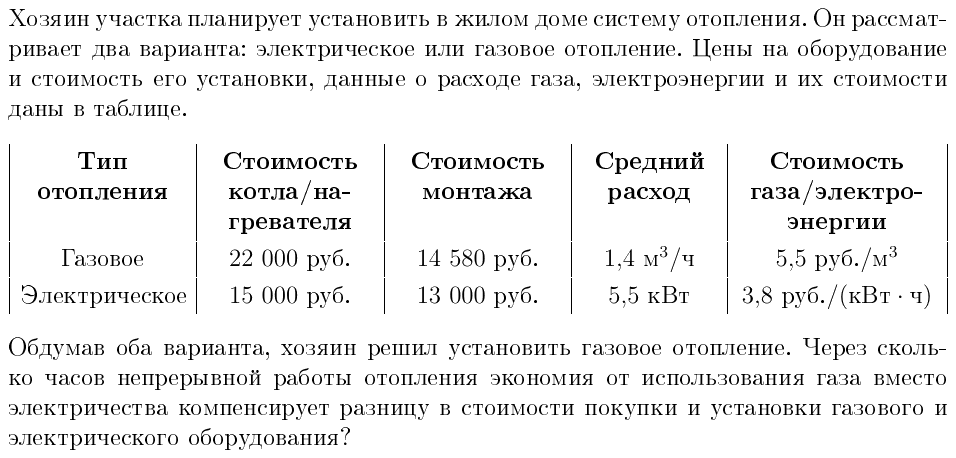 Хозяин участка планирует установить в жилом доме систему отопления. Он рассмат-
ривает два варианта: электрическое или газовое отопление. Цены на оборудование
и стоимость его установки, данные о расходе газа, электроэнергии и их стоимости
даны в таблице.
Тип отопления | Стоимость котла/на-гревателя | Стоимость монтажа | Средний расход | Стоимость газа/электро-энергии
Газовое | 22 000 руб. | 14 580 руб. | 1,4 м³/ч | 5,5 руб./м³
Электрическое | 15 000 руб. | 13 000 руб. | 5,5 кВт | 3,8 руб./(кВт · ч)
Обдумав оба варианта, хозяин решил установить газовое отопление. Через сколь-
ко часов непрерывной работы отопления экономия от использования газа вместо
электричества компенсирует разницу в стоимости покупки и установки газового и
электрического оборудования?